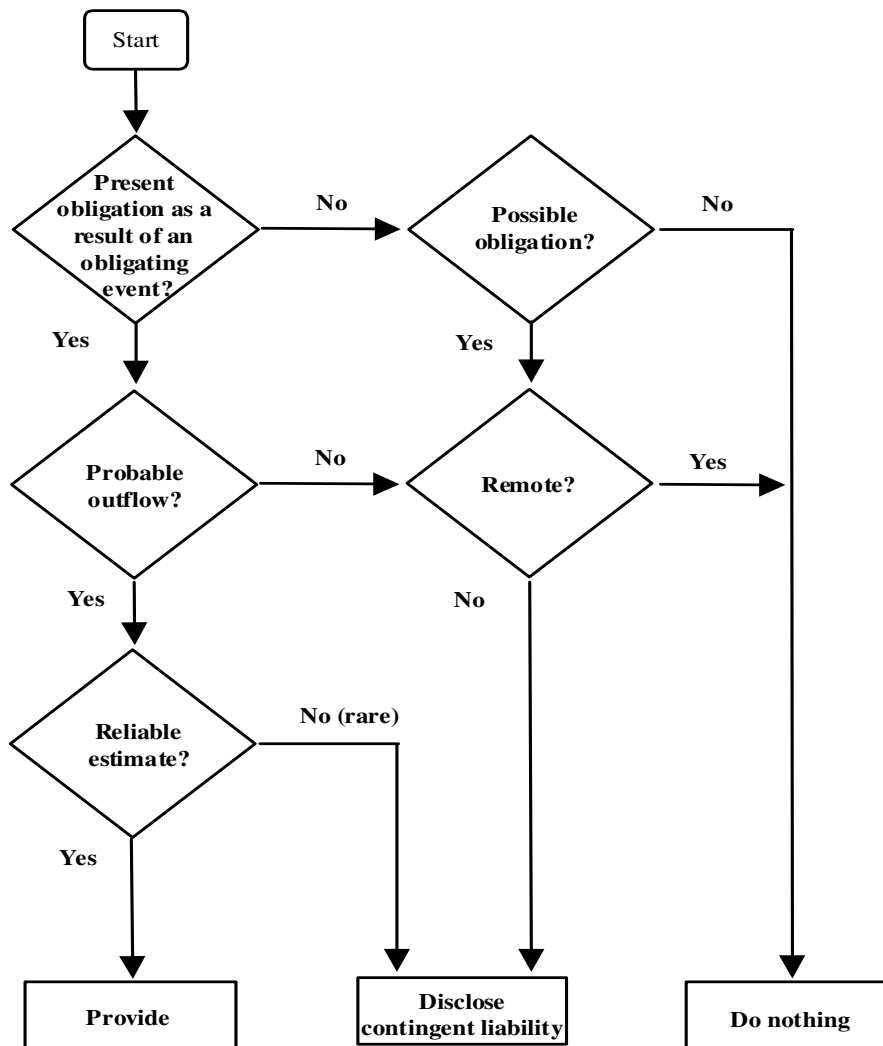 Start
Present
obligation as a
result of an
obligating
event?
No
Possible
obligation?
No
Yes
Yes
Probable
outflow?
No
Remote?
Yes
Yes
No
Reliable
estimate?
No (rare)
Yes
Provide
Disclose
contingent liability
Do nothing